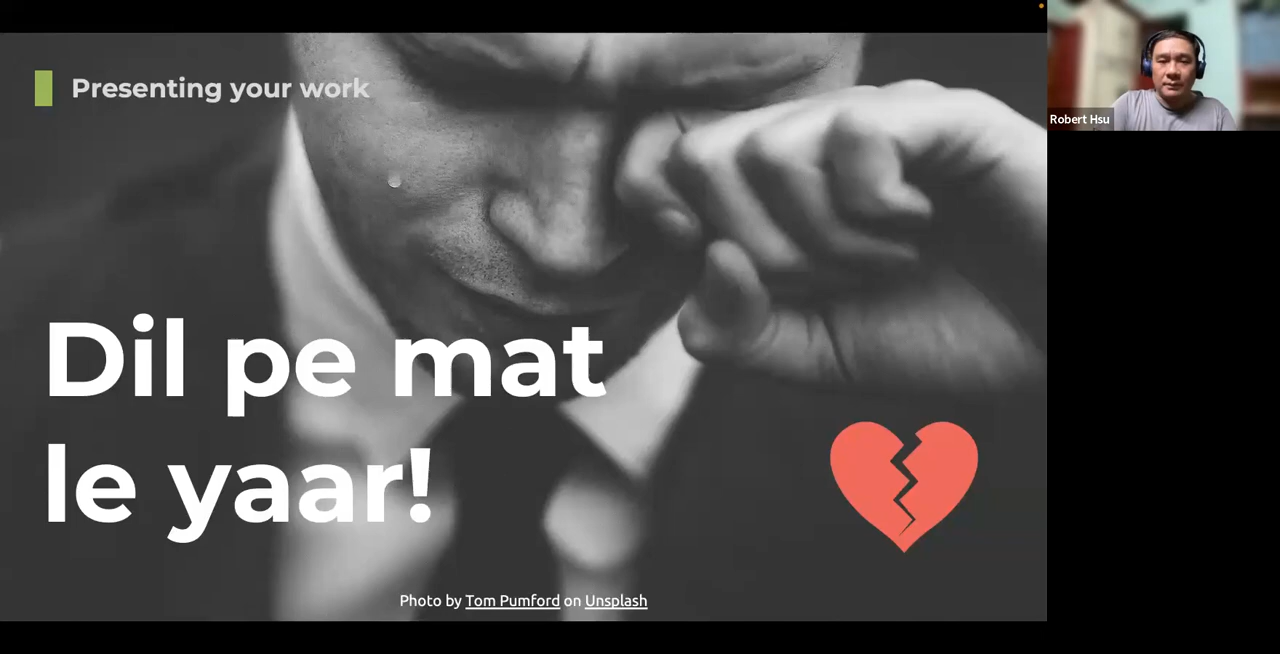 Presenting your work
Robert Hsu
Dil pe mat
le yaar!
Photo by Tom Pumford on Unsplash